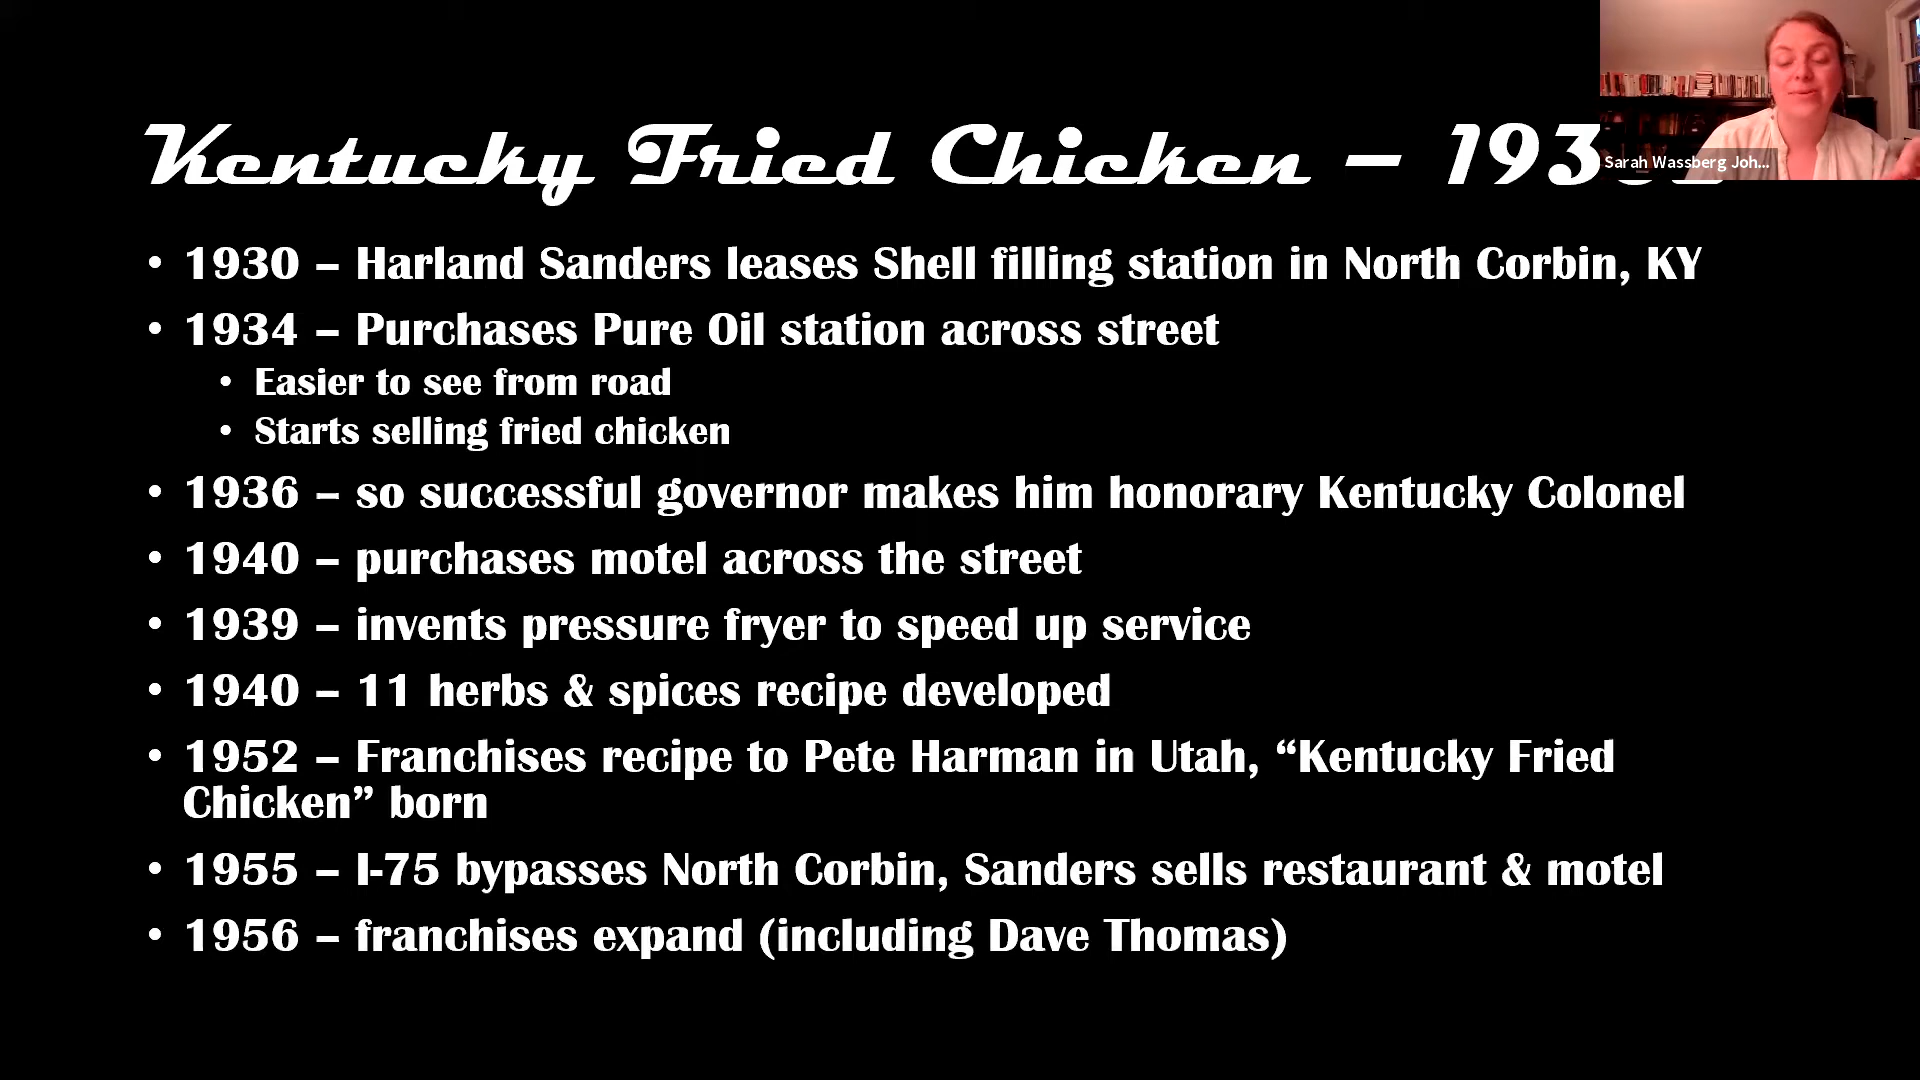 Kentucky Fried Chicken – 193
Sarah Wassberg Joh...
• 1930 – Harland Sanders leases Shell filling station in North Corbin, KY
• 1934 – Purchases Pure Oil station across street
• Easier to see from road
• Starts selling fried chicken
• 1936 – so successful governor makes him honorary Kentucky Colonel
• 1940 – purchases motel across the street
• 1939 – invents pressure fryer to speed up service
• 1940 – 11 herbs & spices recipe developed
• 1952 – Franchises recipe to Pete Harman in Utah, “Kentucky Fried
Chicken” born
• 1955 – I-75 bypasses North Corbin, Sanders sells restaurant & motel
• 1956 – franchises expand (including Dave Thomas)